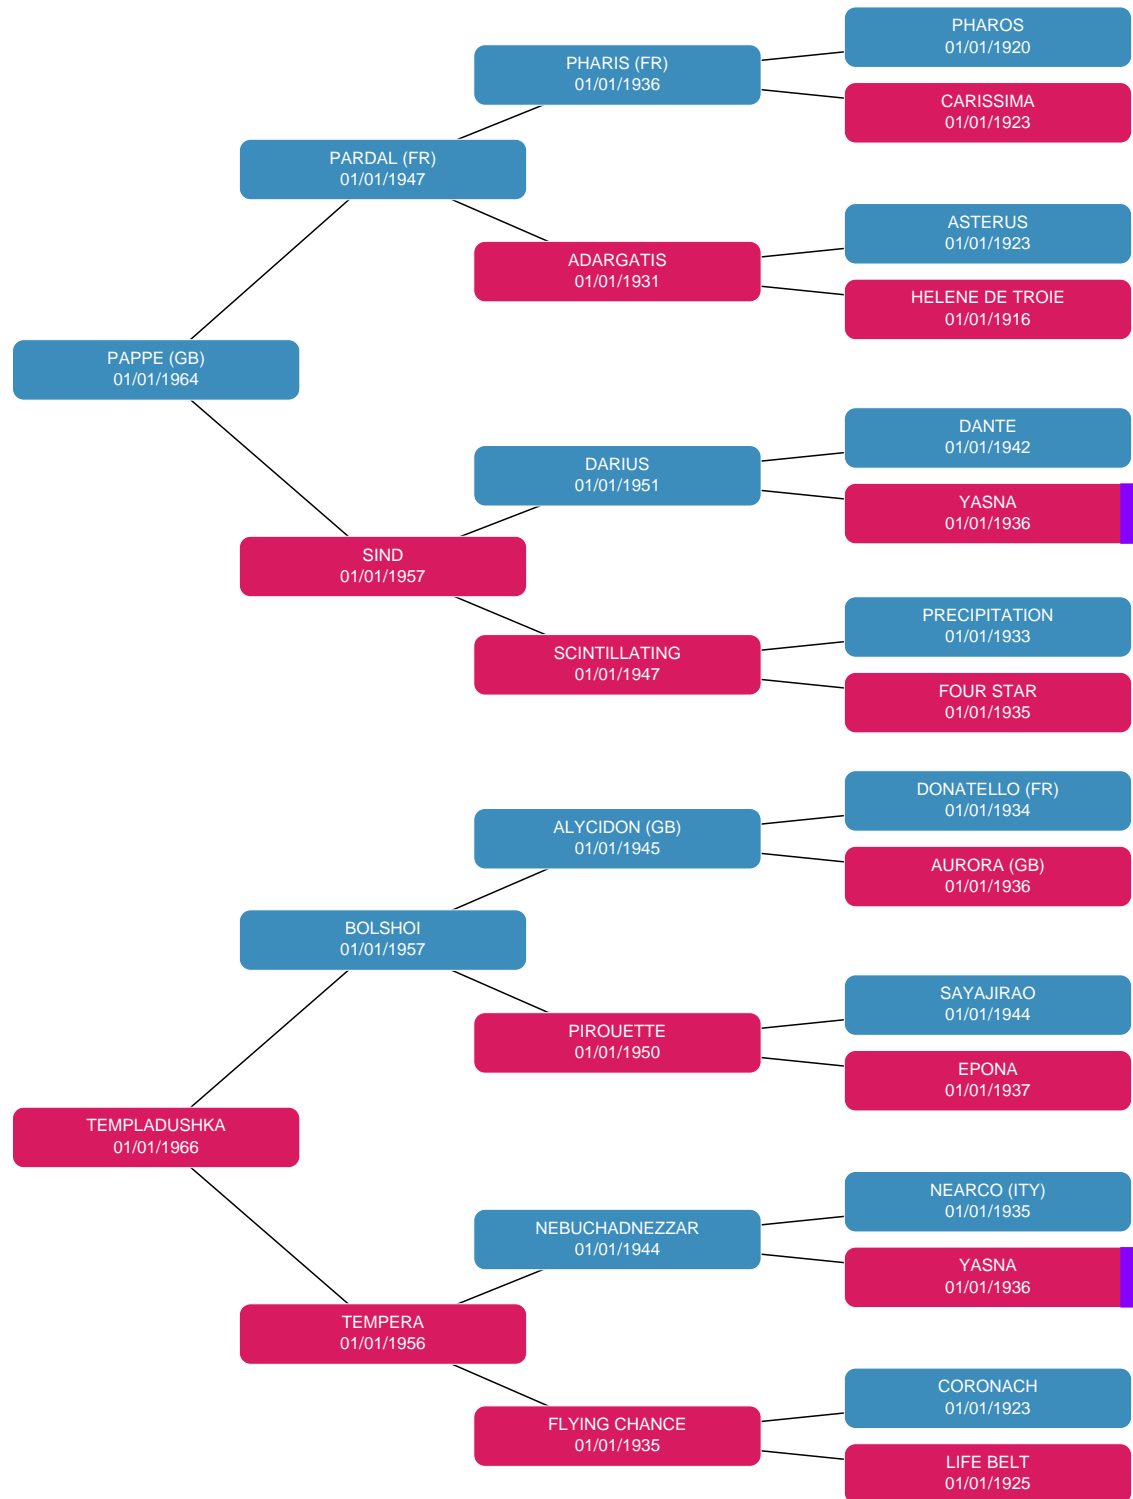 PHAROS
01/01/1920
PHARIS (FR)
01/01/1936
CARISSIMA
01/01/1923
PARDAL (FR)
01/01/1947
ASTERUS
01/01/1923
ADARGATIS
01/01/1931
HELENE DE TROIE
01/01/1916
PAPPE (GB)
01/01/1964
DANTE
01/01/1942
DARIUS
01/01/1951
YASNA
01/01/1936
SIND
01/01/1957
PRECIPITATION
01/01/1933
SCINTILLATING
01/01/1947
FOUR STAR
01/01/1935
DONATELLO (FR)
01/01/1934
ALYCIDON (GB)
01/01/1945
AURORA (GB)
01/01/1936
BOLSHOI
01/01/1957
SAYAJIRAO
01/01/1944
PIROUETTE
01/01/1950
EPONA
01/01/1937
TEMPLADUSHKA
01/01/1966
NEARCO (ITY)
01/01/1935
NEBUCHADNEZZAR
01/01/1944
YASNA
01/01/1936
TEMPERA
01/01/1956
CORONACH
01/01/1923
FLYING CHANCE
01/01/1935
LIFE BELT
01/01/1925